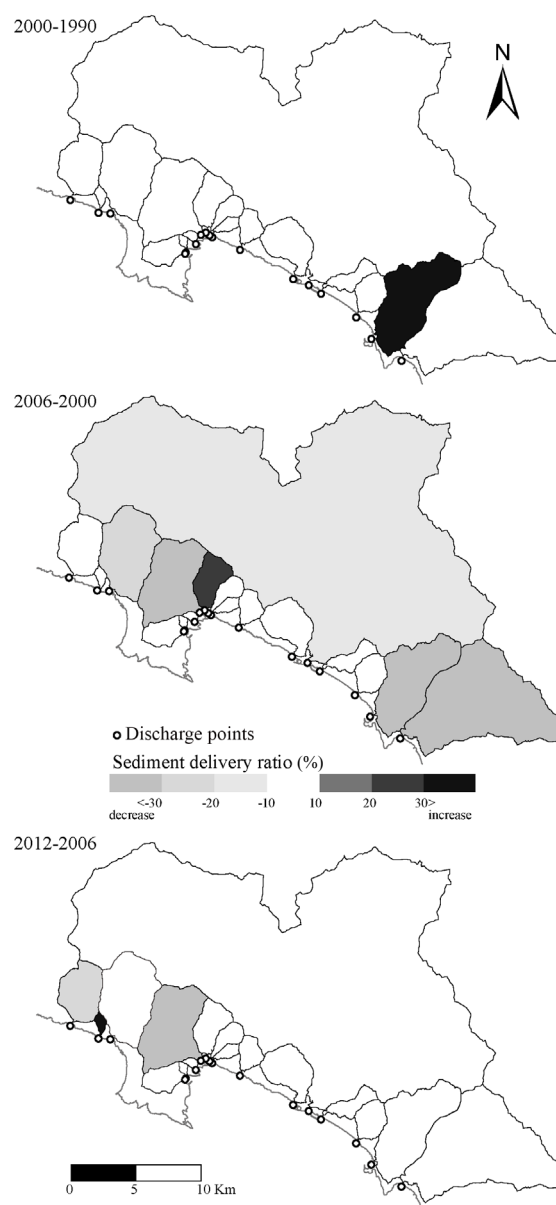 2000-1990
N
2006-2000
Discharge points
Sediment delivery ratio (%)
<-30 -20 -10 10 20 30>
decrease increase
2012-2006
0 5 10 Km